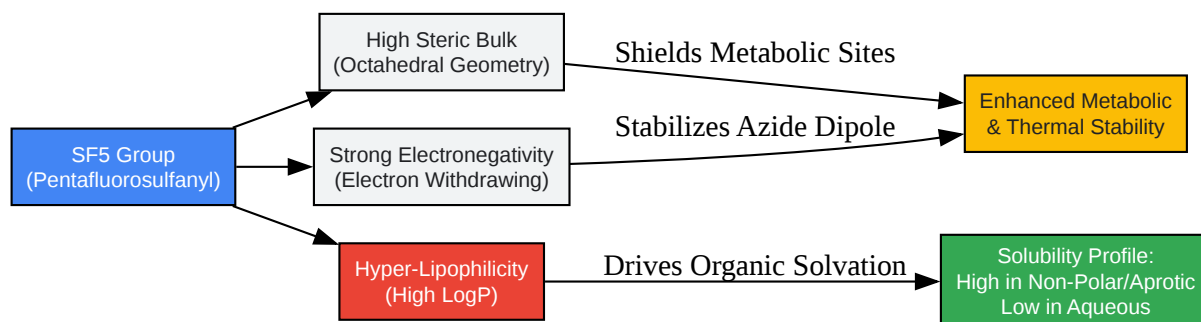 SF5 Group
(Pentafluorosulfanyl)
High Steric Bulk
(Octahedral Geometry)
Shields Metabolic Sites
Strong Electronegativity
(Electron Withdrawing)
Stabilizes Azide Dipole
Enhanced Metabolic
& Thermal Stability
Hyper-Lipophilicity
(High LogP)
Drives Organic Solvation
Solubility Profile:
High in Non-Polar/Aprotic
Low in Aqueous